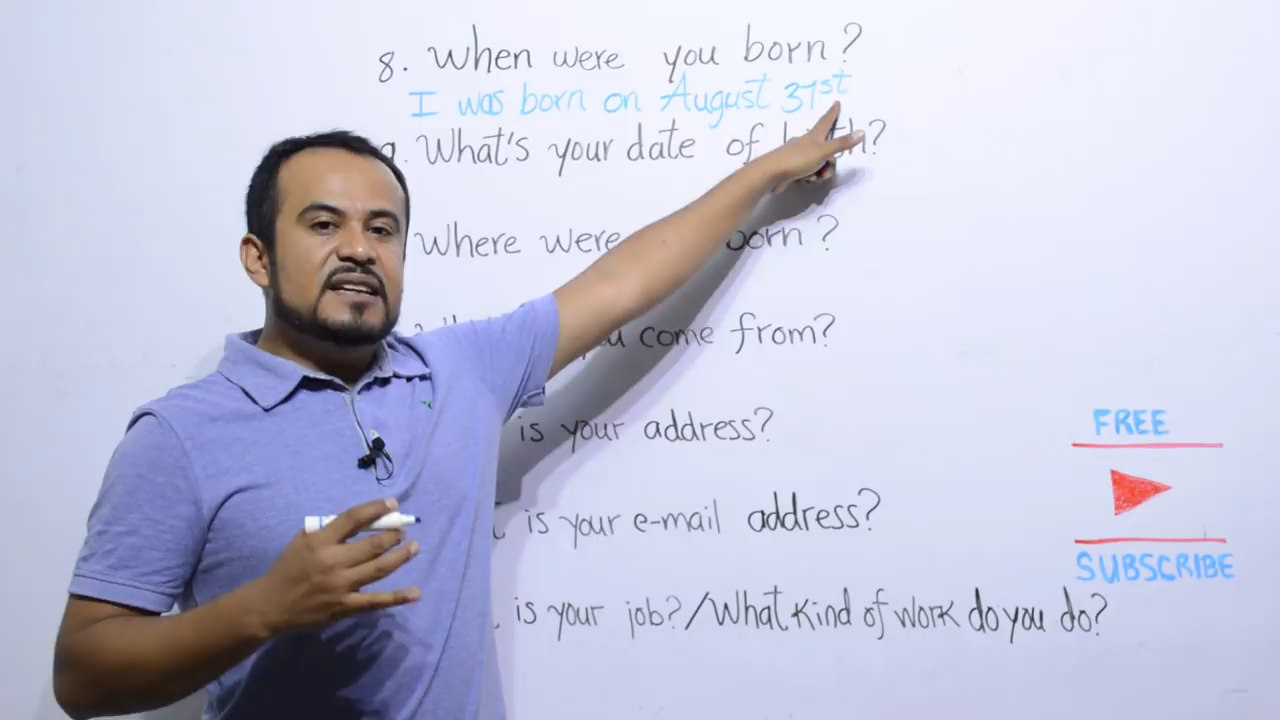 8. When were you born?
I was born on August 31st
9. What's your date of birth?
Where were born?
come from?
is your address?
is your e-mail address?
is your job? / What kind of work do you do?
FREE
SUBSCRIBE